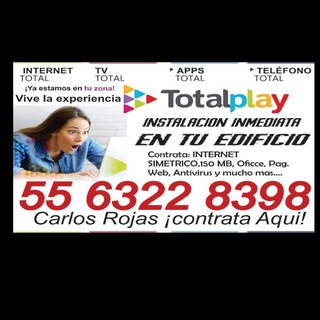 INTERNET TOTAL
TV TOTAL
APPS TOTAL
TELÉFONO TOTAL
¡Ya estamos en tu zona!
Vive la experiencia
Totalplay
INSTALACION INMEDIATA
EN TU EDIFICIO
Contrata: INTERNET
SIMETRICO,150 MB, Oficce, Pag.
Web, Antivirus y mucho mas....
55 6322 8398
Carlos Rojas ¡contrata Aqui!